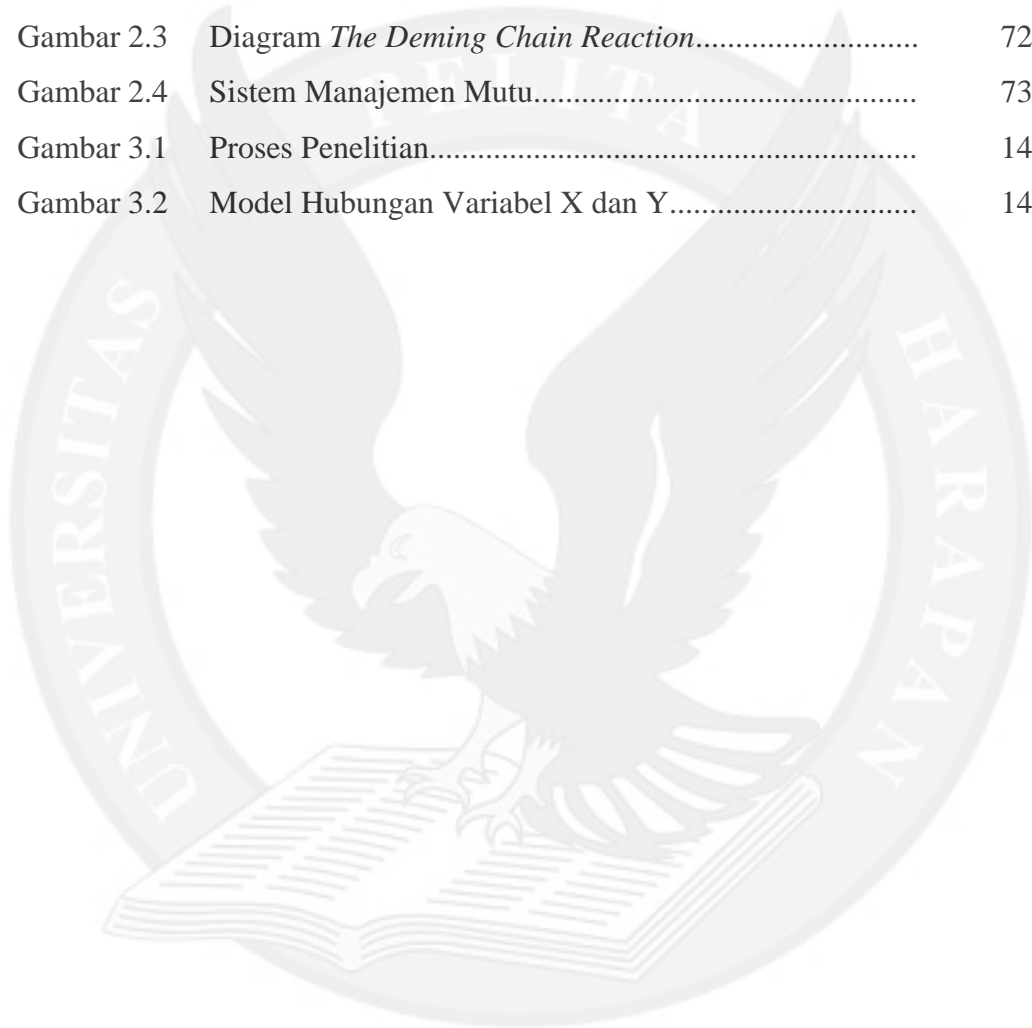 Gambar 2.3 Diagram The Deming Chain Reaction............................ 72
Gambar 2.4 Sistem Manajemen Mutu................................................ 73
Gambar 3.1 Proses Penelitian............................................................. 14
Gambar 3.2 Model Hubungan Variabel X dan Y............................... 14
UNIVERSITAS PELITA HARAPAN